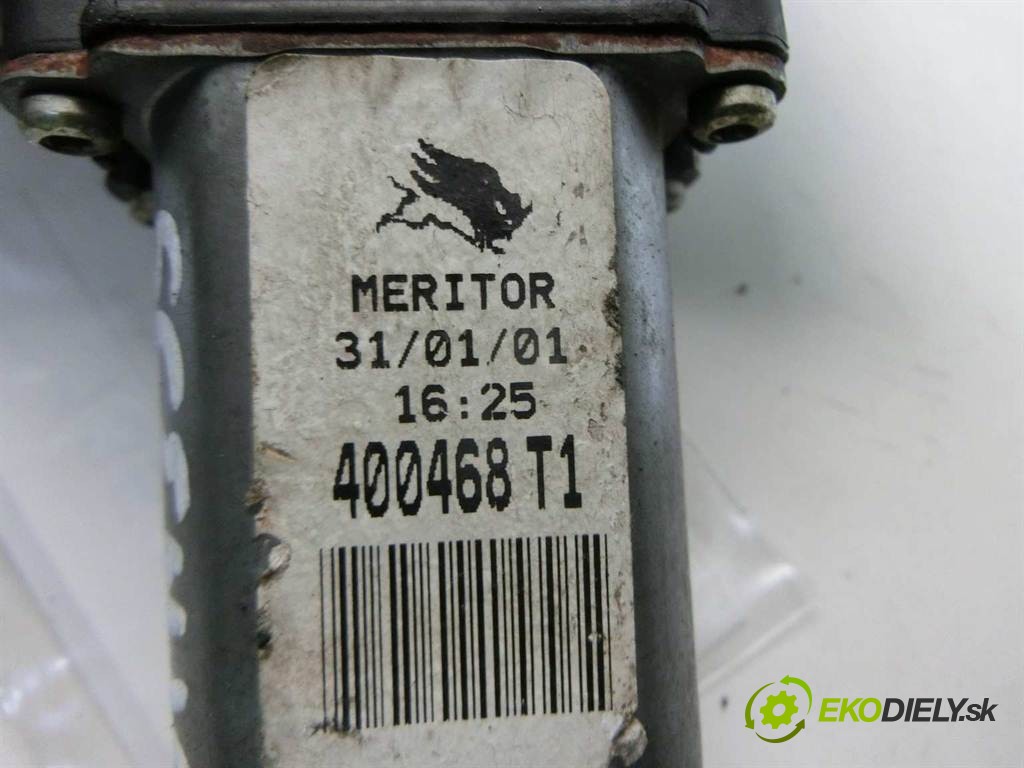 MERITOR
31/01/01
16:25
400468 T1
EKODIELY.sk